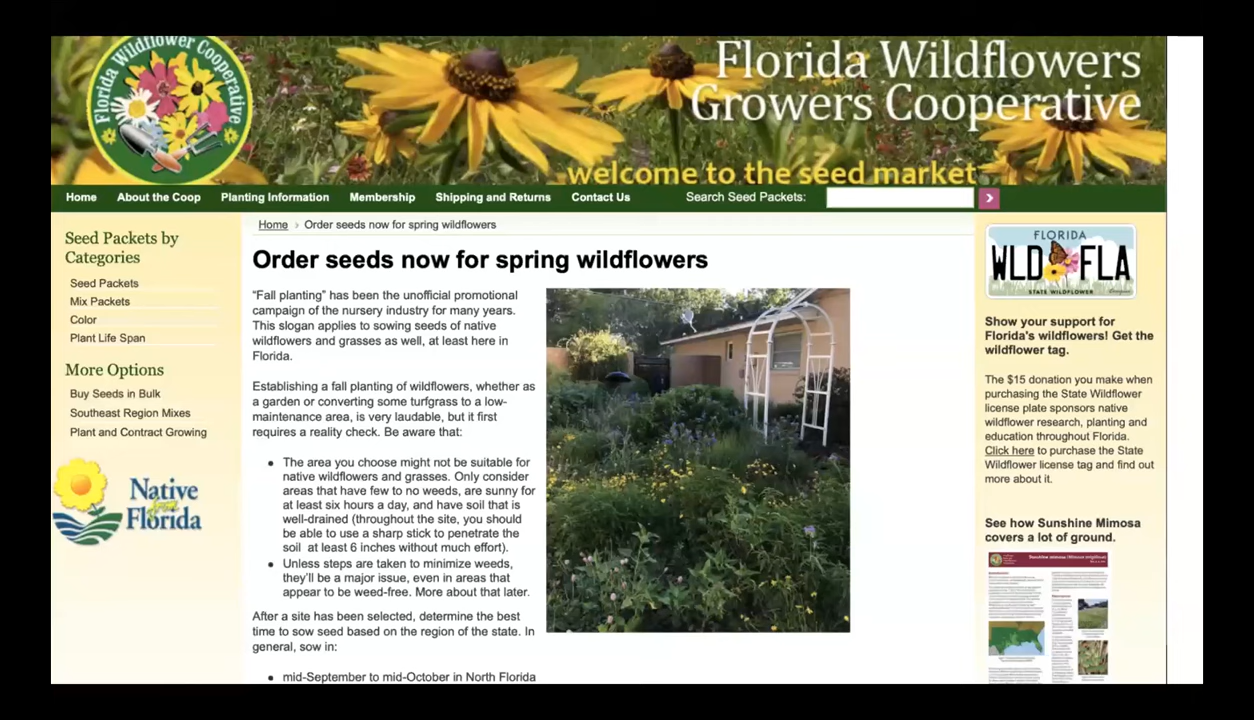 Florida Wildflower Cooperative
Florida Wildflowers
Growers Cooperative
welcome to the seed market
Home
About the Coop
Planting Information
Membership
Shipping and Returns
Contact Us
Search Seed Packets:
Seed Packets by
Categories
Seed Packets
Mix Packets
Color
Plant Life Span
More Options
Buy Seeds in Bulk
Southeast Region Mixes
Plant and Contract Growing
Native
from
Florida
Home › Order seeds now for spring wildflowers
Order seeds now for spring wildflowers
“Fall planting” has been the unofficial promotional
campaign of the nursery industry for many years.
This slogan applies to sowing seeds of native
wildflowers and grasses as well, at least here in
Florida.
Establishing a fall planting of wildflowers, whether as
a garden or converting some turfgrass to a low-
maintenance area, is very laudable, but it first
requires a reality check. Be aware that:
• The area you choose might not be suitable for
native wildflowers and grasses. Only consider
areas that have few to no weeds, are sunny for
at least six hours a day, and have soil that is
well-drained (throughout the site, you should
be able to use a sharp stick to penetrate the
soil at least 6 inches without much effort).
• Unless steps are taken to minimize weeds,
they’ll be a major issue, even in areas that
appear to be weed-free. More about that later.
After a site has been selected, determine the best
time to sow seed based on the region of the state. In
general, sow in:
• mid-September to mid-October in North Florida
FLORIDA
WLD FLA
STATE WILDFLOWER
Show your support for
Florida's wildflowers! Get the
wildflower tag.
The $15 donation you make when
purchasing the State Wildflower
license plate sponsors native
wildflower research, planting and
education throughout Florida.
Click here to purchase the State
Wildflower license tag and find out
more about it.
See how Sunshine Mimosa
covers a lot of ground.